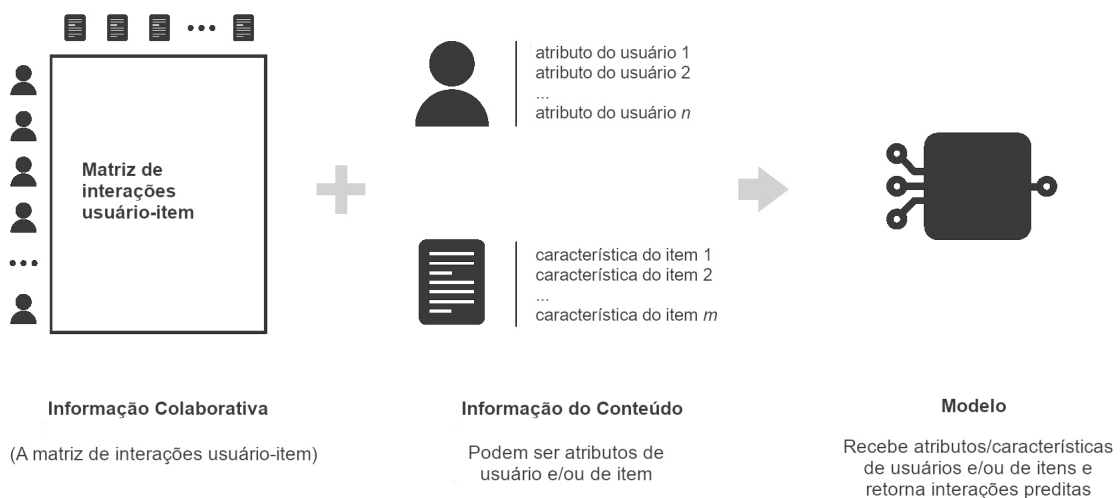 atributo do usuário 1
atributo do usuário 2
...
atributo do usuário n
Matriz de
interações
usuário-item
característica do item 1
característica do item 2
...
característica do item m
Informação Colaborativa
(A matriz de interações usuário-item)
Informação do Conteúdo
Podem ser atributos de
usuário e/ou de item
Modelo
Recebe atributos/características
de usuários e/ou de itens e
retorna interações preditas